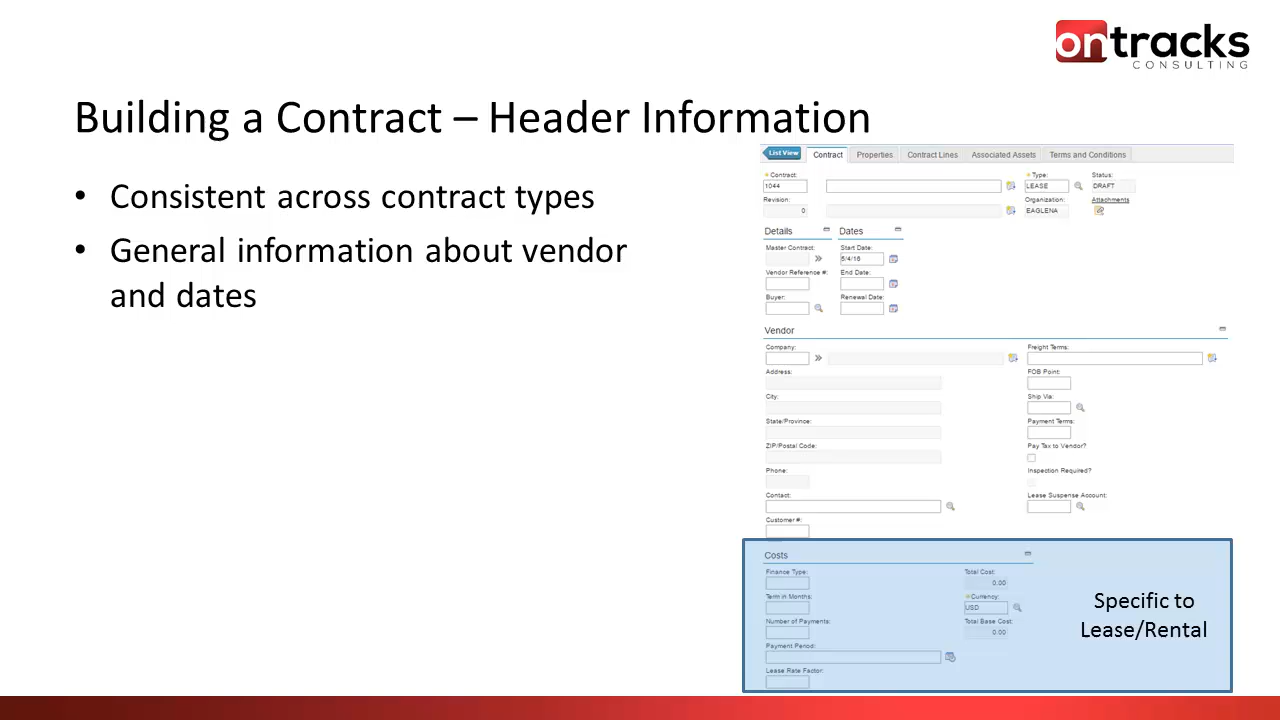 ontracks
CONSULTING
Building a Contract – Header Information
• Consistent across contract types
• General information about vendor
and dates
List View Contract Properties Contract Lines Associated Assets Terms and Conditions
Contract: Type: Status:
1044 LEASE DRAFT
Revision: Organization: Attachments
0 EAGLENA
Details Dates
Master Contract: Start Date:
5/4/16
Vendor Reference #: End Date:
Buyer: Renewal Date:
Vendor
Company: Freight Terms:
Address: FOB Point:
City: Ship Via:
State/Province: Payment Terms:
ZIP/Postal Code: Pay Tax to Vendor?
Phone: Inspection Required?
Contact: Lease Suspense Account:
Customer #:
Costs
Finance Type: Total Cost:
0.00
Term in Months: Currency:
USD
Number of Payments: Total Base Cost:
0.00
Payment Period:
Lease Rate Factor:
Specific to
Lease/Rental